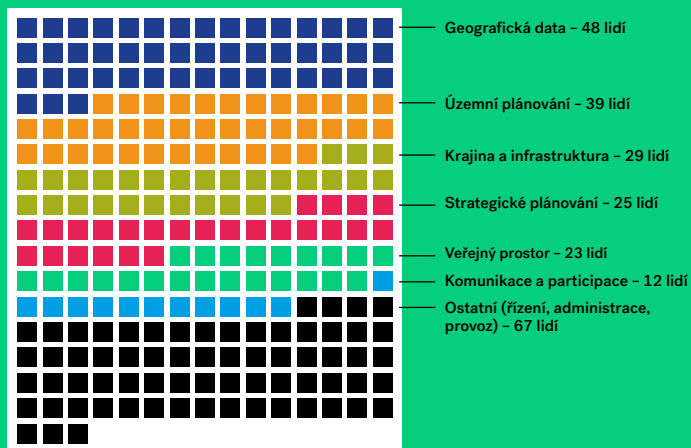 Geografická data – 48 lidí
Územní plánování – 39 lidí
Krajina a infrastruktura – 29 lidí
Strategické plánování – 25 lidí
Veřejný prostor – 23 lidí
Komunikace a participace – 12 lidí
Ostatní (řízení, administrace,
provoz) – 67 lidí